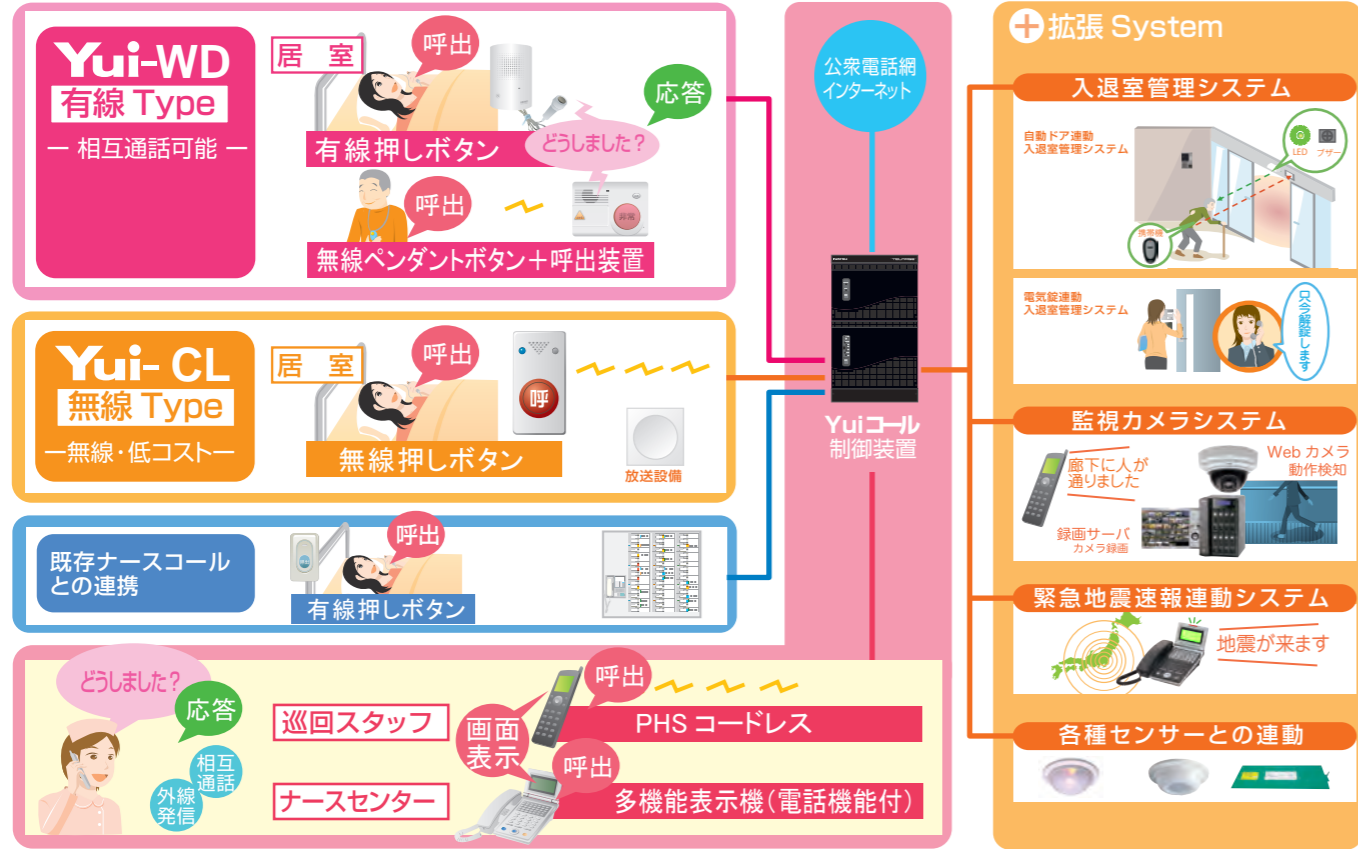 Yui-WD
有線 Type
― 相互通話可能 ―
居　室
呼出
応答
どうしました？
有線押しボタン
呼出
非常
無線ペンダントボタン＋呼出装置
Yui- CL
無線 Type
―無線・低コスト―
居　室
呼出
呼
無線押しボタン
放送設備
既存ナースコール
との連携
呼出
有線押しボタン
どうしました？
応答
相互
通話
外線
発信
巡回スタッフ
画面
表示
呼出
PHS コードレス
ナースセンター
呼出
多機能表示機（電話機能付）
公衆電話網
インターネット
Yuiコール
制御装置
＋拡張 System
入退室管理システム
自動ドア連動
入退室管理システム
LED
ブザー
携帯機
電気錠連動
入退室管理システム
只今解錠します
監視カメラシステム
廊下に人が
通りました
Web カメラ
動作検知
録画サーバ
カメラ録画
緊急地震速報連動システム
地震が来ます
各種センサーとの連動